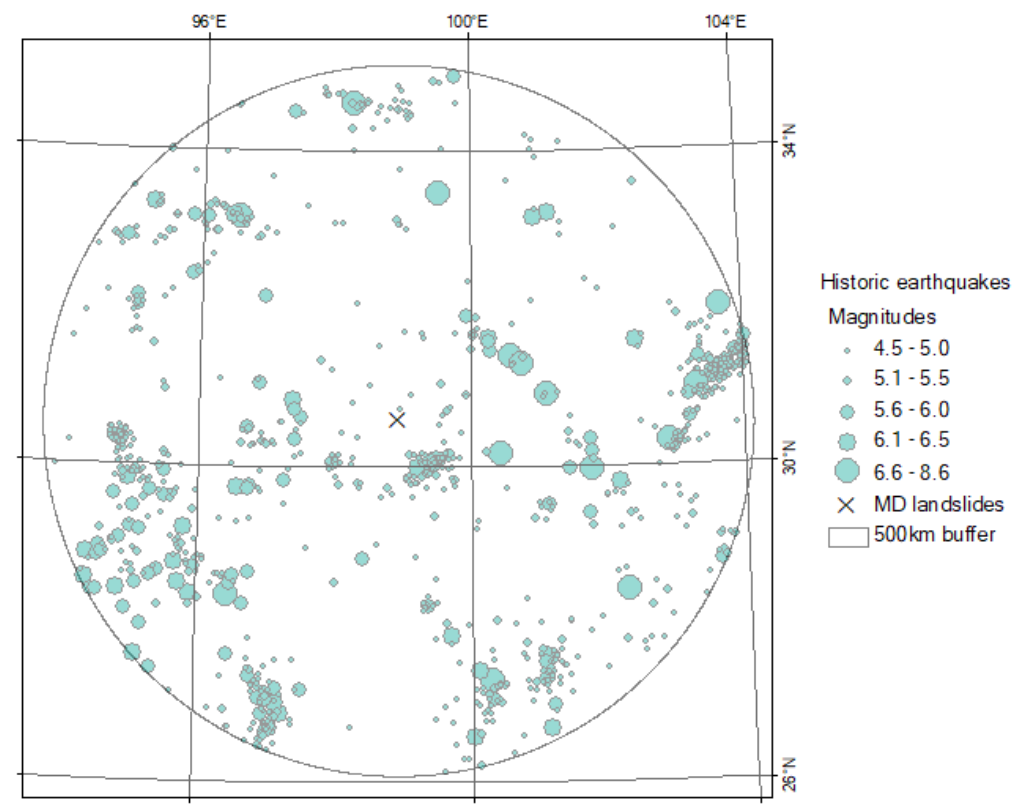 96°E 100°E 104°E
34°N
Historic earthquakes
Magnitudes
4.5 - 5.0
5.1 - 5.5
5.6 - 6.0
6.1 - 6.5
6.6 - 8.6
MD landslides
500km buffer
30°N
26°N